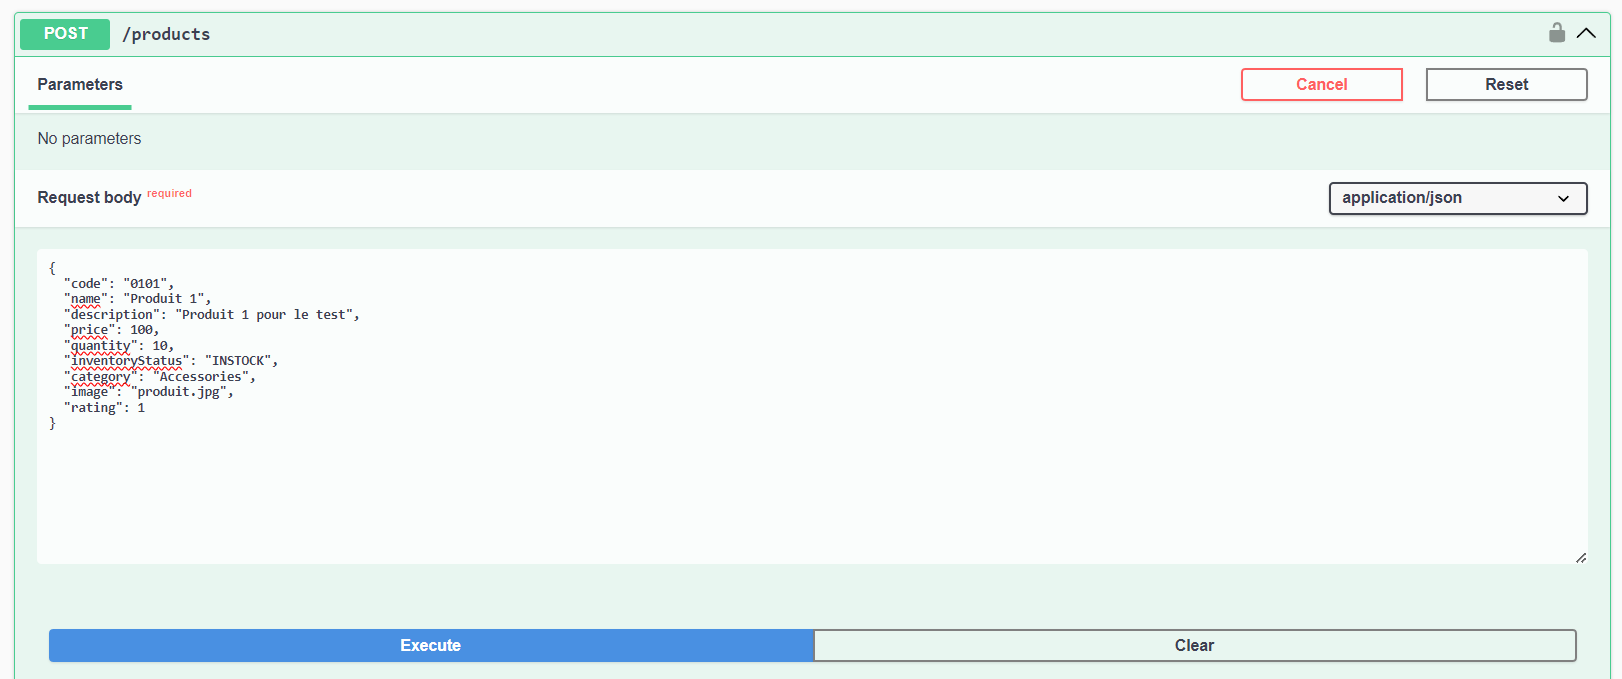 POST /products
Parameters Cancel Reset
No parameters
Request body required application/json
{
  "code": "0101",
  "name": "Produit 1",
  "description": "Produit 1 pour le test",
  "price": 100,
  "quantity": 10,
  "inventoryStatus": "INSTOCK",
  "category": "Accessories",
  "image": "produit.jpg",
  "rating": 1
}
Execute Clear